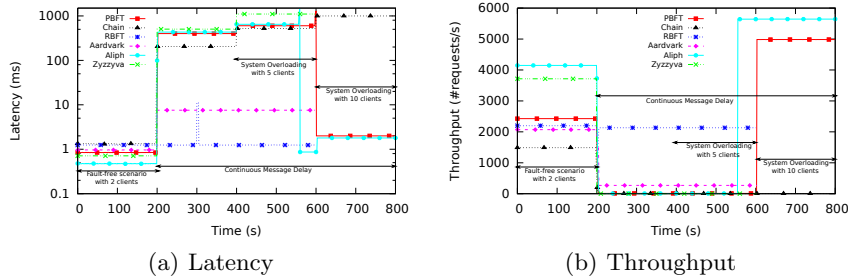 Latency (ms)
1000
100
10
1
0.1
PBFT
Chain
RBFT
Aardvark
Aliph
Zyzzyva
System Overloading
with 5 clients
System Overloading
with 10 clients
Fault-free scenario
with 2 clients
Continuous Message Delay
0 100 200 300 400 500 600 700 800
Time (s)
(a) Latency
Throughput (#requests/s)
6000
5000
4000
3000
2000
1000
0
PBFT
Chain
RBFT
Aardvark
Aliph
Zyzzyva
Continuous Message Delay
System Overloading
with 5 clients
System Overloading
with 10 clients
Fault-free scenario
with 2 clients
0 100 200 300 400 500 600 700 800
Time (s)
(b) Throughput